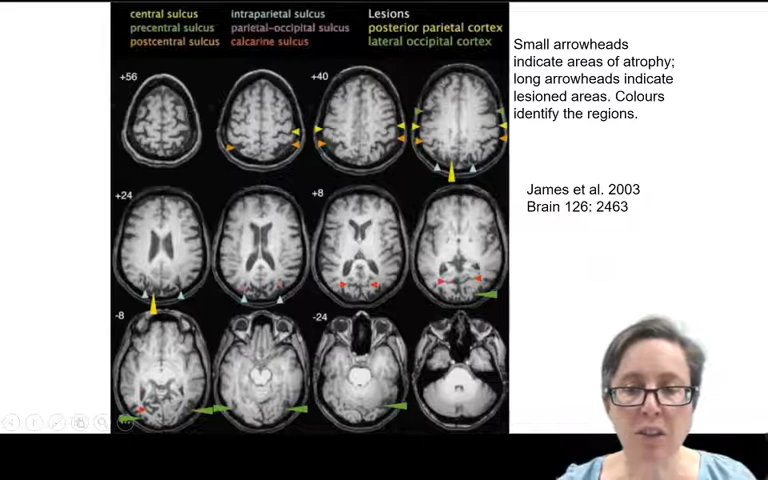 central sulcus
precentral sulcus
postcentral sulcus
intraparietal sulcus
parietal-occipital sulcus
calcarine sulcus
Lesions
posterior parietal cortex
lateral occipital cortex
Small arrowheads
indicate areas of atrophy;
long arrowheads indicate
lesioned areas. Colours
identify the regions.
+56
+40
James et al. 2003
Brain 126: 2463
+24
+8
-8
-24